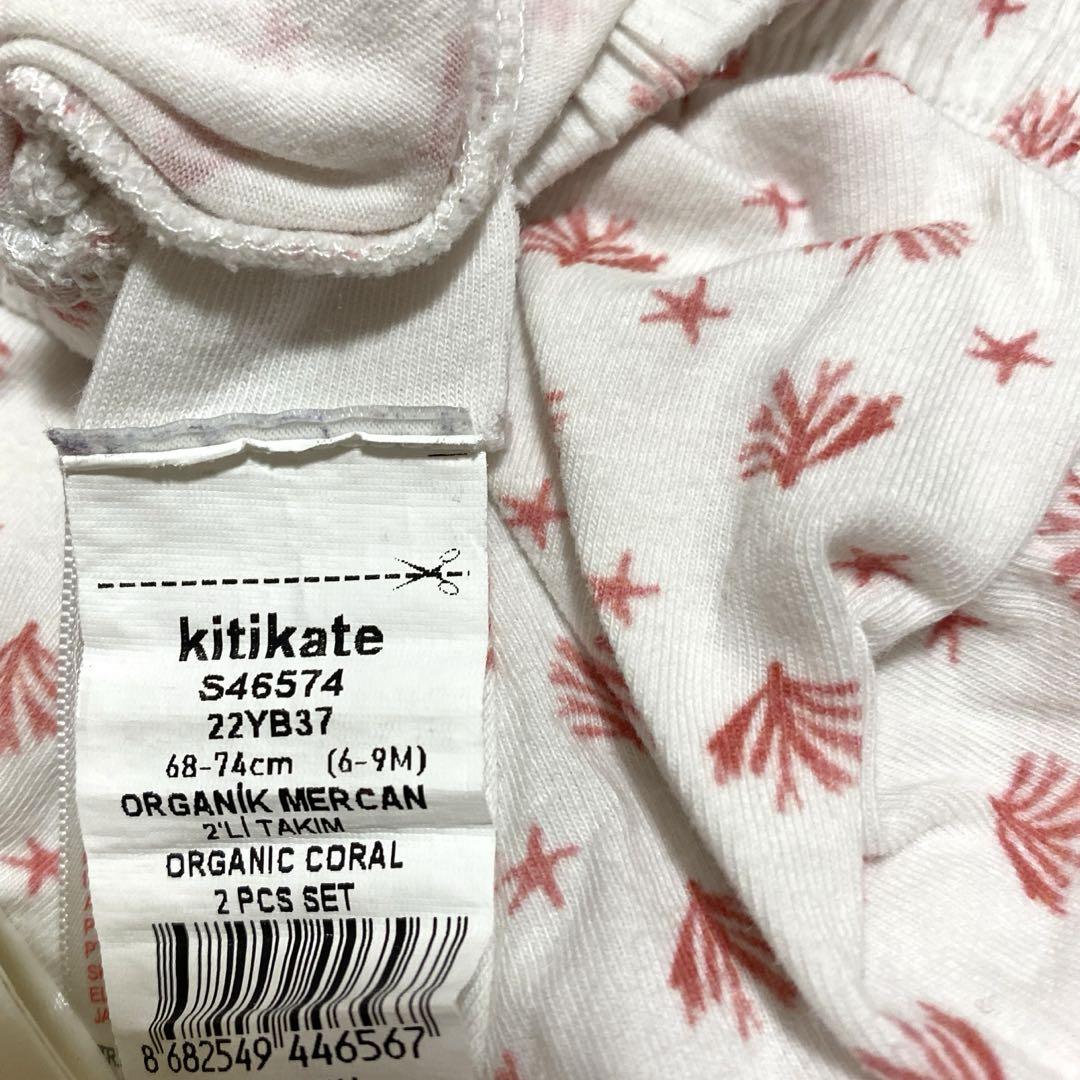 kitikate
S46574
22YB37
68-74cm (6-9M)
ORGANİK MERCAN
2'Lİ TAKIM
ORGANIC CORAL
2 PCS SET
8 682549 446567